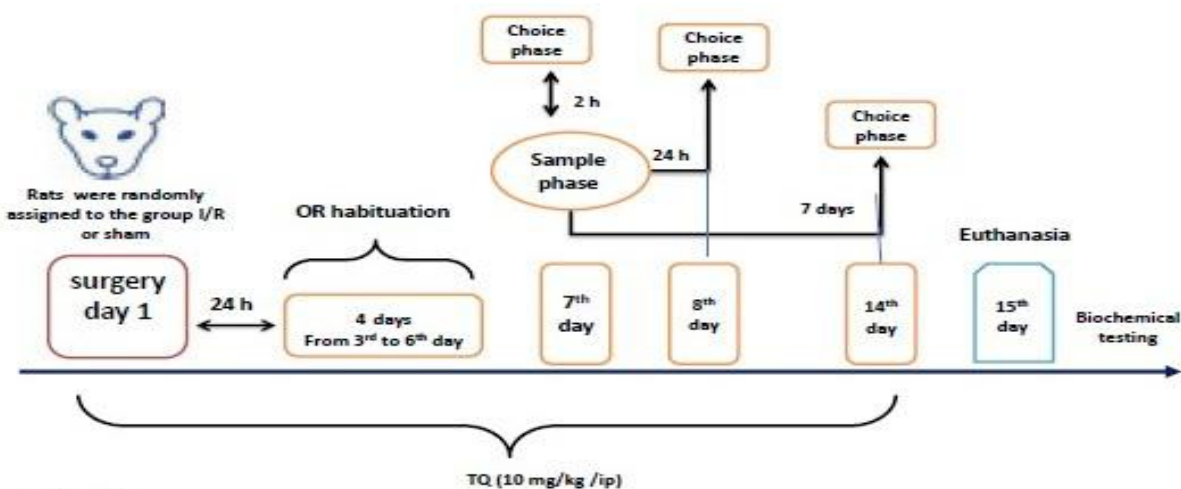 Choice
phase
Choice
phase
2 h
Choice
phase
Sample
phase
24 h
Rats were randomly
assigned to the group I/R
or sham
OR habituation
7 days
Euthanasia
surgery
day 1
24 h
4 days
From 3rd to 6th day
7th
day
8th
day
14th
day
15th
day
Biochemical
testing
TQ (10 mg/kg /ip)